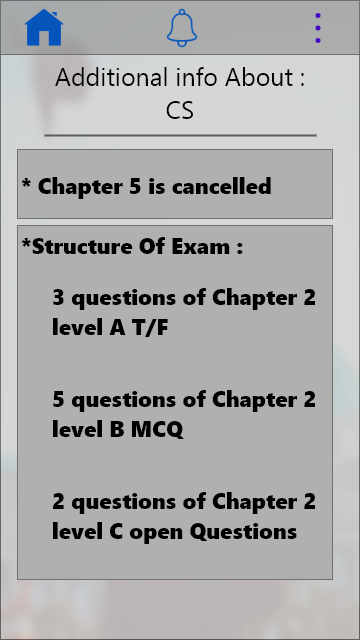 Additional info About :
CS
* Chapter 5 is cancelled
*Structure Of Exam :
3 questions of Chapter 2
level A T/F
5 questions of Chapter 2
level B MCQ
2 questions of Chapter 2
level C open Questions